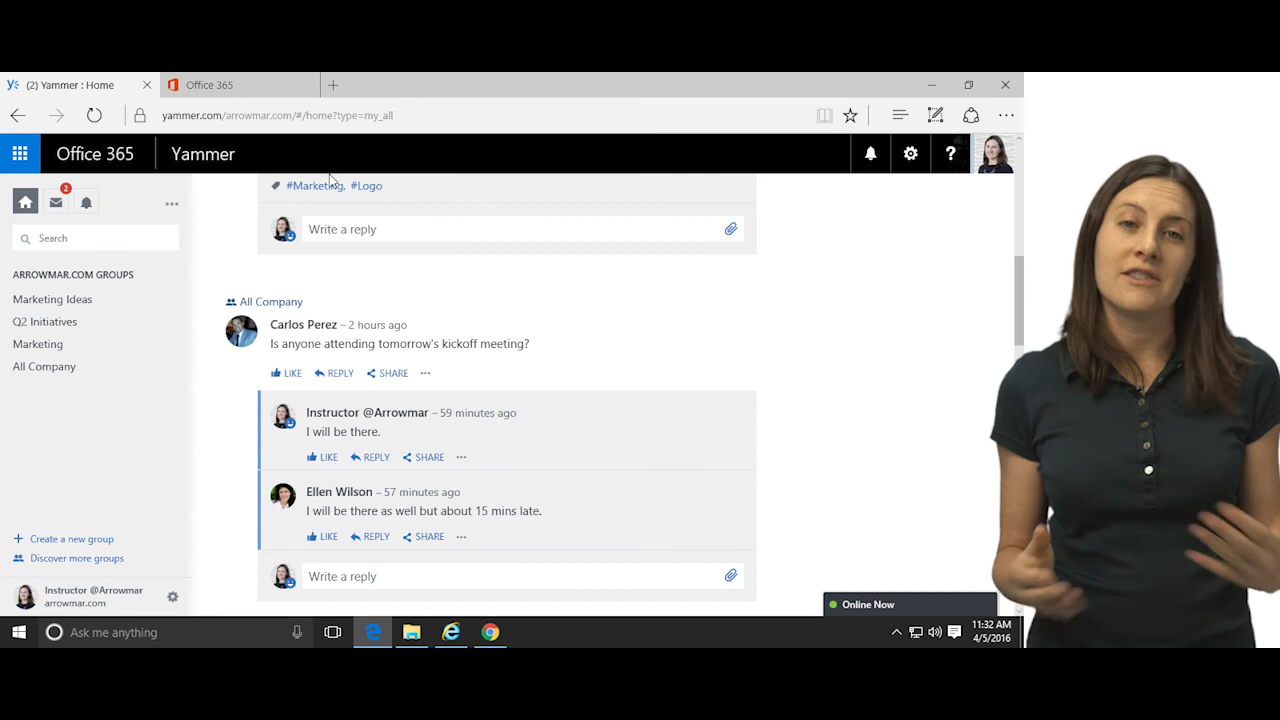 (2) Yammer : Home
Office 365
yammer.com/arrowmar.com/#/home?type=my_all
Office 365
Yammer
?
2
Search
ARROWMAR.COM GROUPS
Marketing Ideas
Q2 Initiatives
Marketing
All Company
Create a new group
Discover more groups
Instructor @Arrowmar
arrowmar.com
#Marketing, #Logo
Write a reply
All Company
Carlos Perez – 2 hours ago
Is anyone attending tomorrow's kickoff meeting?
LIKE REPLY SHARE
Instructor @Arrowmar – 59 minutes ago
I will be there.
LIKE REPLY SHARE
Ellen Wilson – 57 minutes ago
I will be there as well but about 15 mins late.
LIKE REPLY SHARE
Write a reply
Online Now
Ask me anything
11:32 AM
4/5/2016